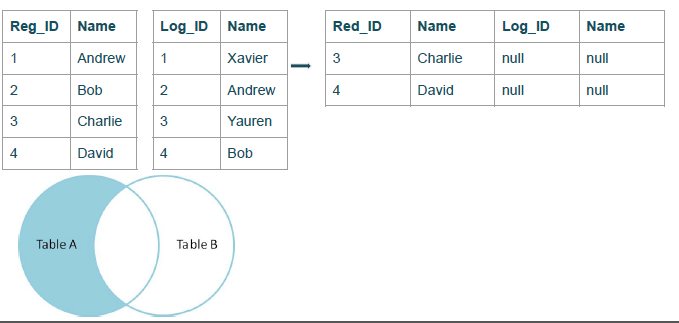 Reg_ID Name Log_ID Name Red_ID Name Log_ID Name
1 Andrew 1 Xavier 3 Charlie null null
2 Bob 2 Andrew 4 David null null
3 Charlie 3 Yauren
4 David 4 Bob
Table A Table B